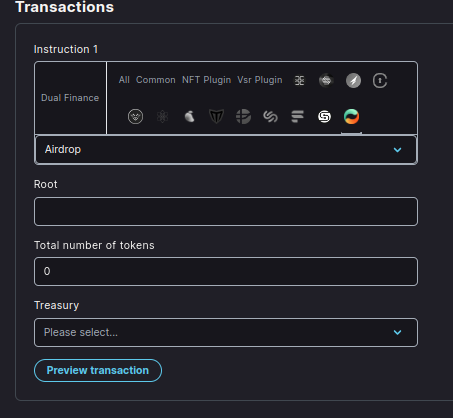 Transactions
Instruction 1
Dual Finance
All Common NFT Plugin Vsr Plugin
Airdrop
Root
Total number of tokens
0
Treasury
Please select...
Preview transaction